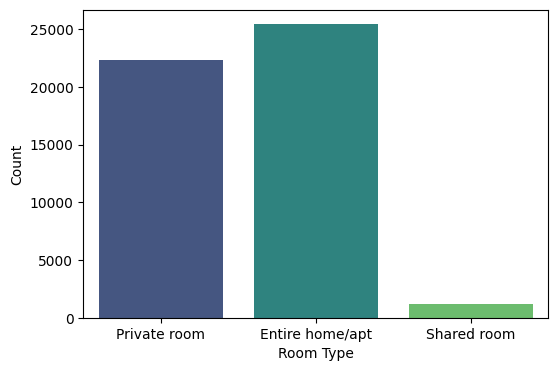 25000
20000
15000
10000
5000
0
Count
Private room
Entire home/apt
Shared room
Room Type